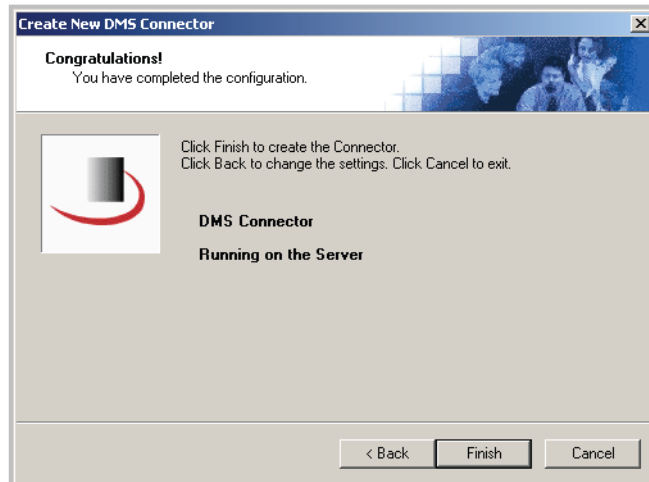 Create New DMS Connector
Congratulations!
You have completed the configuration.
Click Finish to create the Connector.
Click Back to change the settings. Click Cancel to exit.
DMS Connector
Running on the Server
< Back
Finish
Cancel